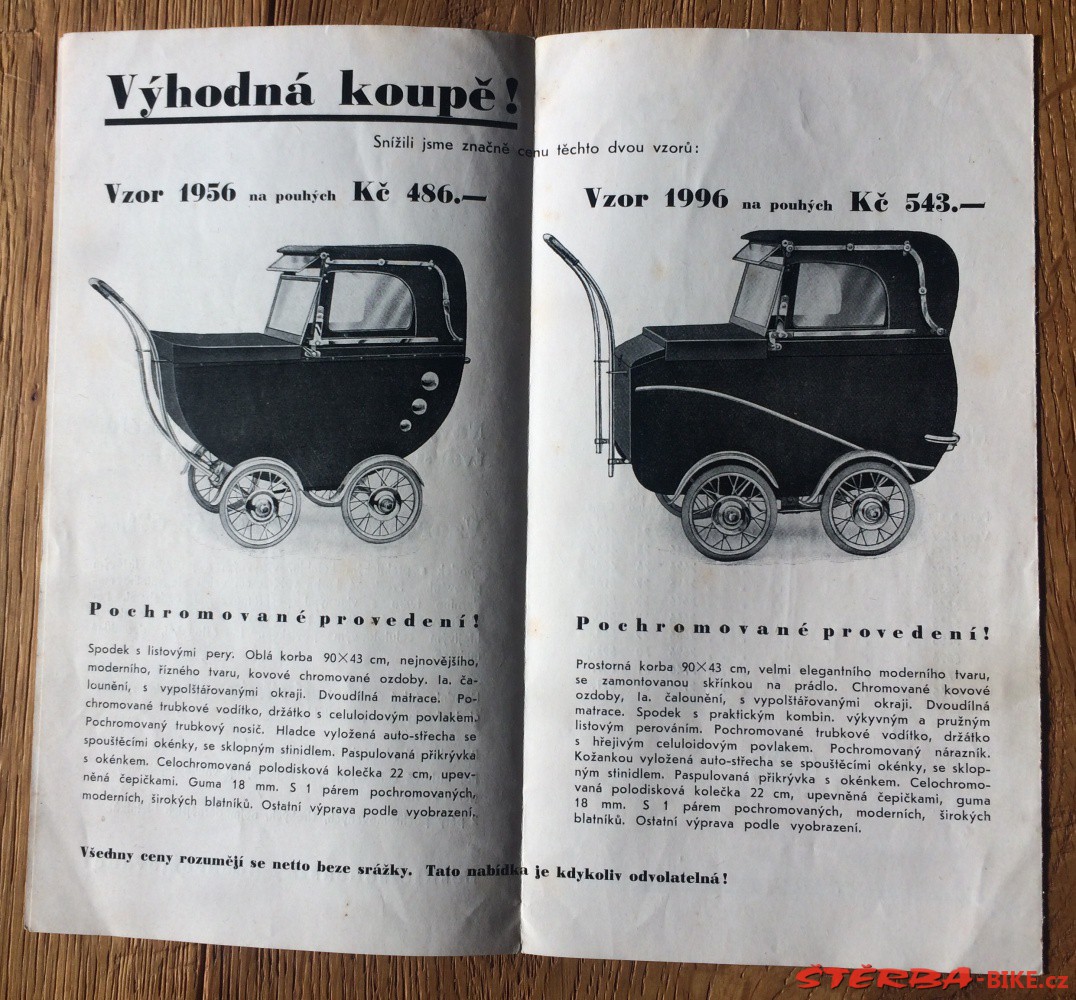 Výhodná koupě!
Snížili jsme značně cenu těchto dvou vzorů:
Vzor 1956 na pouhých Kč 486.—
Pochromované provedení!
Spodek s listovými pery. Oblá korba 90×43 cm, nejnovějšího,
moderního, řízného tvaru, kovové chromované ozdoby. Ia. ča-
lounění, s vypolštářovanými okraji. Dvoudílná matrace. Po-
chromované trubkové vodítko, držátko s celuloidovým povlakem.
Pochromovaný trubkový nosič. Hladce vyložená auto-střecha se
spouštěcími okénky, se sklopným stinidlem. Paspulovaná přikrývka
s okénkem. Celochromovaná polodisková kolečka 22 cm, upev-
něná čepičkami. Guma 18 mm. S 1 párem pochromovaných,
moderních, širokých blatníků. Ostatní výprava podle vyobrazení.
Vzor 1996 na pouhých Kč 543.—
Pochromované provedení!
Prostorná korba 90×43 cm, velmi elegantního moderního tvaru,
se zamontovanou skřínkou na prádlo. Chromované kovové
ozdoby, Ia. čalounění, s vypolštářovanými okraji. Dvoudílná
matrace. Spodek s praktickým kombin. výkyvným a pružným
listovým perováním. Pochromované trubkové vodítko, držátko
s hřejivým celuloidovým povlakem. Pochromovaný nárazník.
Kožankou vyložená auto-střecha se spouštěcími okénky, se sklop-
ným stinidlem. Paspulovaná přikrývka s okénkem. Celochromo-
vaná polodisková kolečka 22 cm, upevněná čepičkami, guma
18 mm. S 1 párem pochromovaných, moderních, širokých
blatníků. Ostatní výprava podle vyobrazení.
Všechny ceny rozumějí se netto beze srážky. Tato nabídka je kdykoliv odvolatelná!
ŠTĚRBA-BIKE.cz